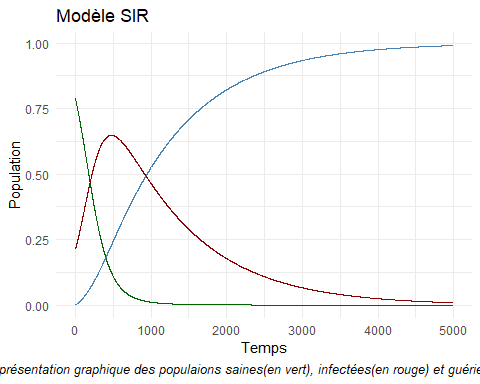 Modèle SIR
1.00
0.75
0.50
0.25
0.00
Population
0
1000
2000
3000
4000
5000
Temps
présentation graphique des populaions saines(en vert), infectées(en rouge) et guérie